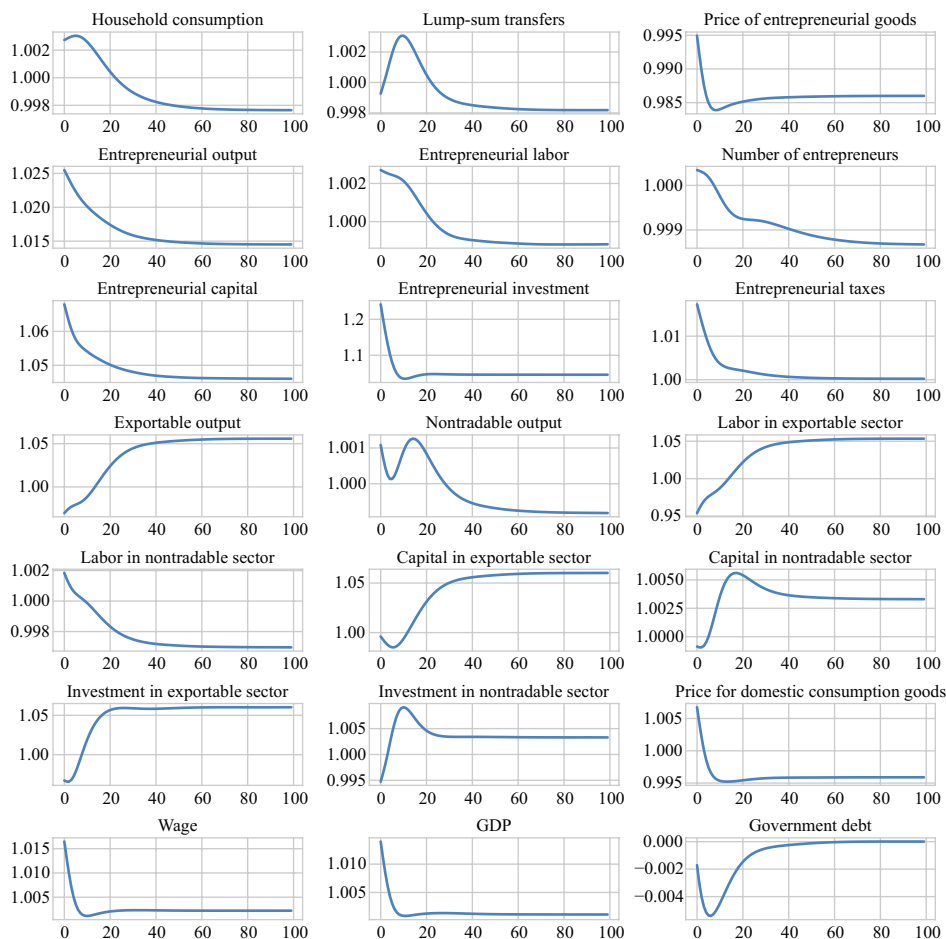 Household consumption
1.002
1.000
0.998
0 20 40 60 80 100
Lump-sum transfers
1.002
1.000
0.998
0 20 40 60 80 100
Price of entrepreneurial goods
0.995
0.990
0.985
0 20 40 60 80 100
Entrepreneurial output
1.025
1.020
1.015
0 20 40 60 80 100
Entrepreneurial labor
1.002
1.000
0 20 40 60 80 100
Number of entrepreneurs
1.000
0.999
0 20 40 60 80 100
Entrepreneurial capital
1.06
1.05
0 20 40 60 80 100
Entrepreneurial investment
1.2
1.1
0 20 40 60 80 100
Entrepreneurial taxes
1.01
1.00
0 20 40 60 80 100
Exportable output
1.05
1.00
0 20 40 60 80 100
Nontradable output
1.001
1.000
0 20 40 60 80 100
Labor in exportable sector
1.05
1.00
0.95
0 20 40 60 80 100
Labor in nontradable sector
1.002
1.000
0.998
0 20 40 60 80 100
Capital in exportable sector
1.05
1.00
0 20 40 60 80 100
Capital in nontradable sector
1.0050
1.0025
1.0000
0 20 40 60 80 100
Investment in exportable sector
1.05
1.00
0 20 40 60 80 100
Investment in nontradable sector
1.005
1.000
0.995
0 20 40 60 80 100
Price for domestic consumption goods
1.005
1.000
0.995
0 20 40 60 80 100
Wage
1.015
1.010
1.005
0 20 40 60 80 100
GDP
1.010
1.005
0 20 40 60 80 100
Government debt
0.000
−0.002
−0.004
0 20 40 60 80 100